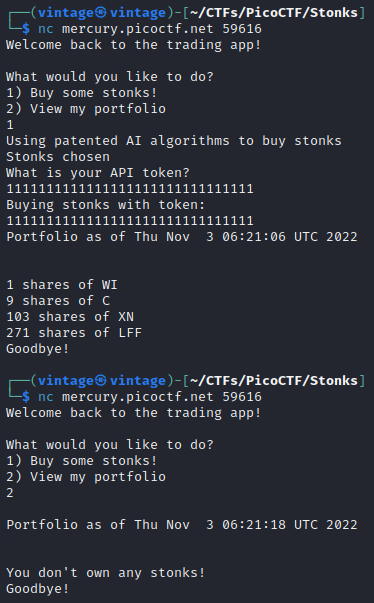 ┌──(vintage㉿vintage)-[~/CTFs/PicoCTF/Stonks]
└─$ nc mercury.picoctf.net 59616
Welcome back to the trading app!
What would you like to do?
1) Buy some stonks!
2) View my portfolio
1
Using patented AI algorithms to buy stonks
Stonks chosen
What is your API token?
1111111111111111111111111111111
Buying stonks with token:
1111111111111111111111111111111
Portfolio as of Thu Nov  3 06:21:06 UTC 2022
1 shares of WI
9 shares of C
103 shares of XN
271 shares of LFF
Goodbye!
┌──(vintage㉿vintage)-[~/CTFs/PicoCTF/Stonks]
└─$ nc mercury.picoctf.net 59616
Welcome back to the trading app!
What would you like to do?
1) Buy some stonks!
2) View my portfolio
2
Portfolio as of Thu Nov  3 06:21:18 UTC 2022
You don't own any stonks!
Goodbye!